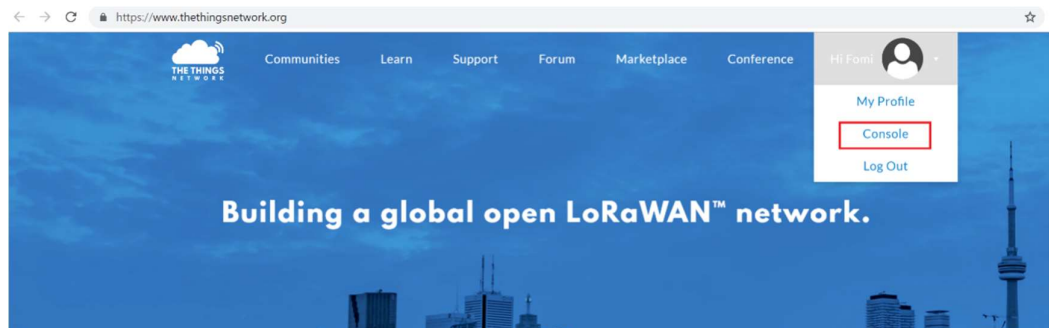 https://www.thethingsnetwork.org
THE THINGS
NETWORK
Communities Learn Support Forum Marketplace Conference Hi Fomi
My Profile
Console
Log Out
Building a global open LoRaWAN™ network.